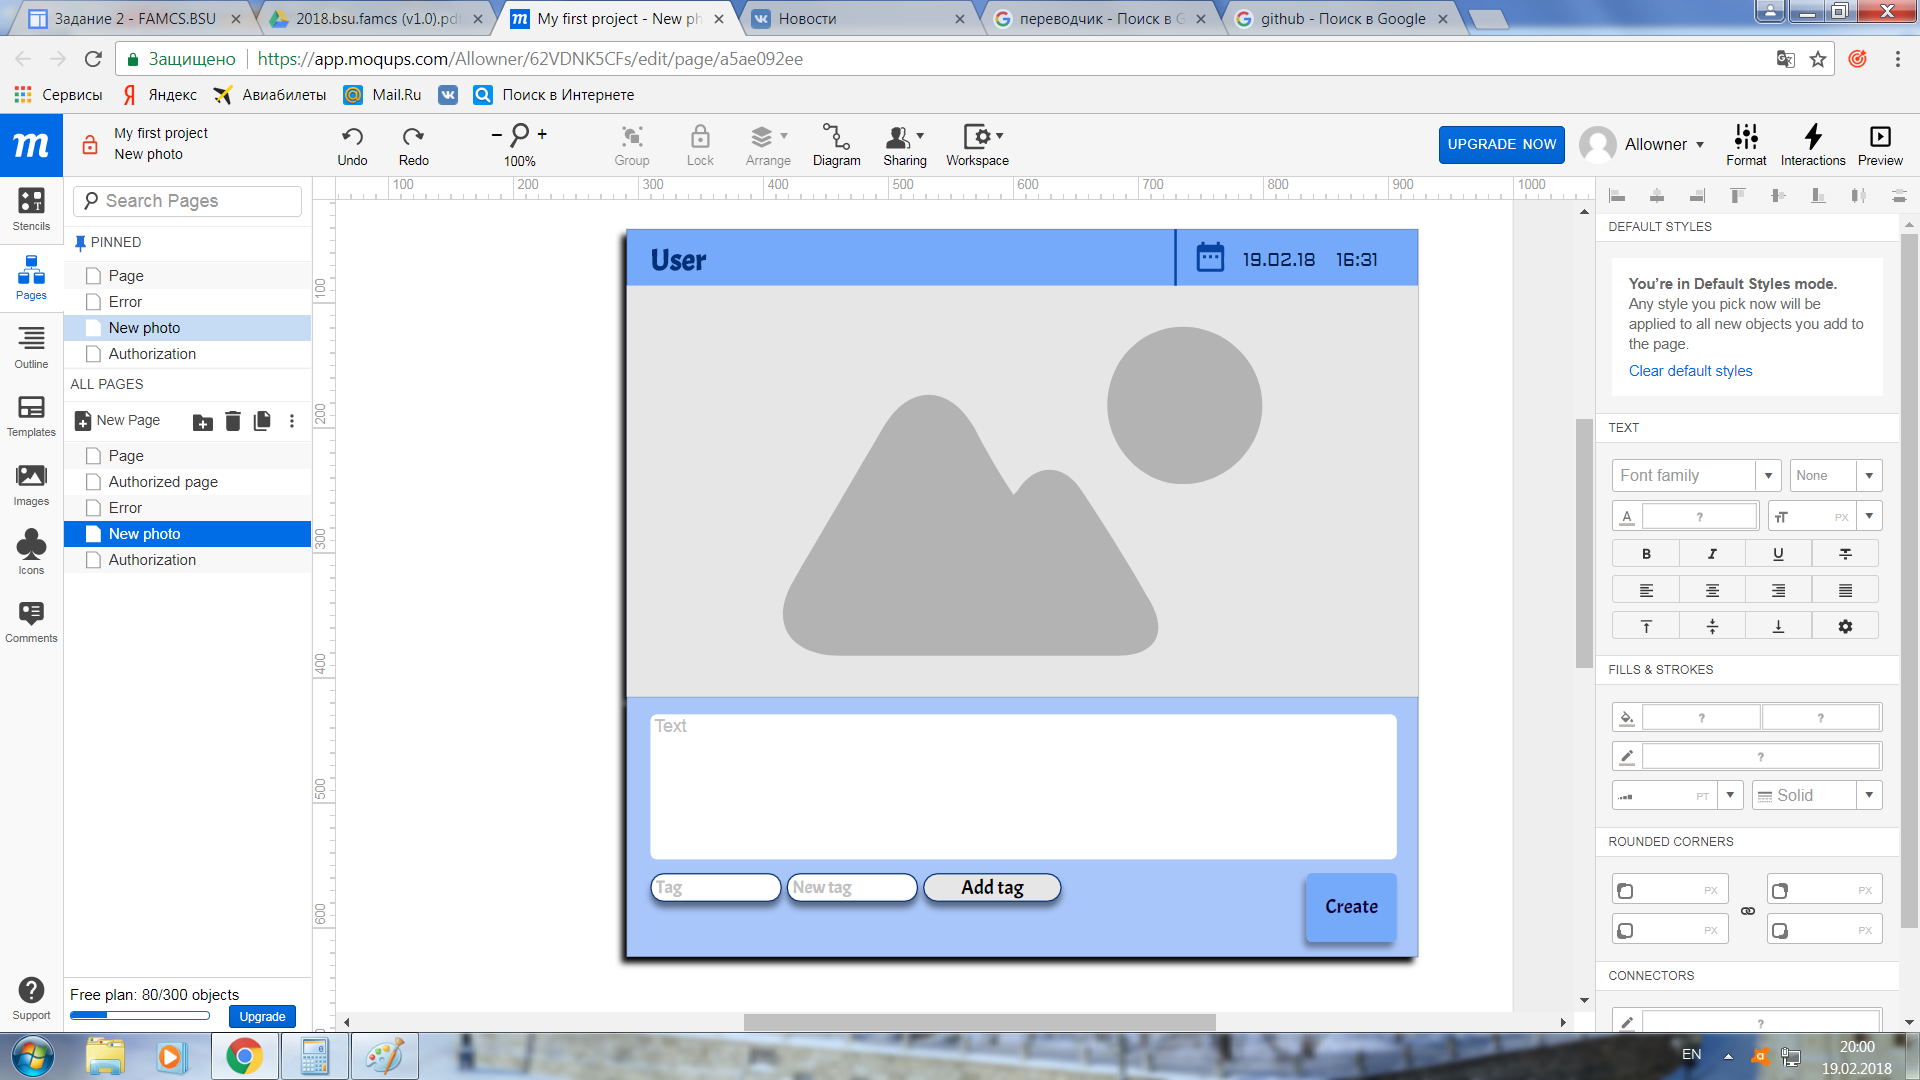 Задание 2 - FAMCS.BSU
2018.bsu.famcs (v1.0).pdf
My first project - New ph
Новости
переводчик - Поиск в G
github - Поиск в Google
Защищено
https://app.moqups.com/Allowner/62VDNK5CFs/edit/page/a5ae092ee
Сервисы
Яндекс
Авиабилеты
Mail.Ru
Поиск в Интернете
m
My first project
New photo
Undo
Redo
100%
Group
Lock
Arrange
Diagram
Sharing
Workspace
UPGRADE NOW
Allowner
Format
Interactions
Preview
Stencils
Pages
Outline
Templates
Images
Icons
Comments
Support
Search Pages
PINNED
Page
Error
New photo
Authorization
ALL PAGES
New Page
Page
Authorized page
Error
New photo
Authorization
Free plan: 80/300 objects
Upgrade
100 200 300 400 500 600 700 800 900 1000
100
200
300
400
500
600
User
19.02.18 16:31
Text
Tag
New tag
Add tag
Create
DEFAULT STYLES
You're in Default Styles mode.
Any style you pick now will be
applied to all new objects you add to
the page.
Clear default styles
TEXT
Font family
None
A ?
PX
B I U
FILLS & STROKES
? ?
?
PT
Solid
ROUNDED CORNERS
PX PX
PX PX
CONNECTORS
?
EN
20:00
19.02.2018